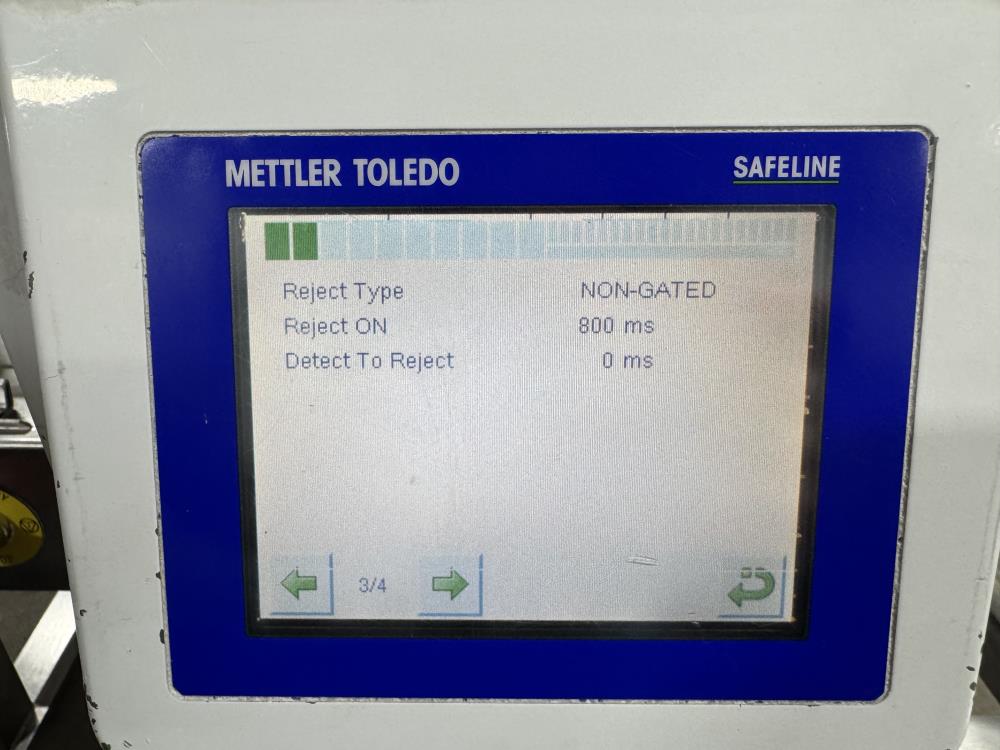 METTLER TOLEDO
SAFELINE
Reject Type NON-GATED
Reject ON 800 ms
Detect To Reject 0 ms
3/4